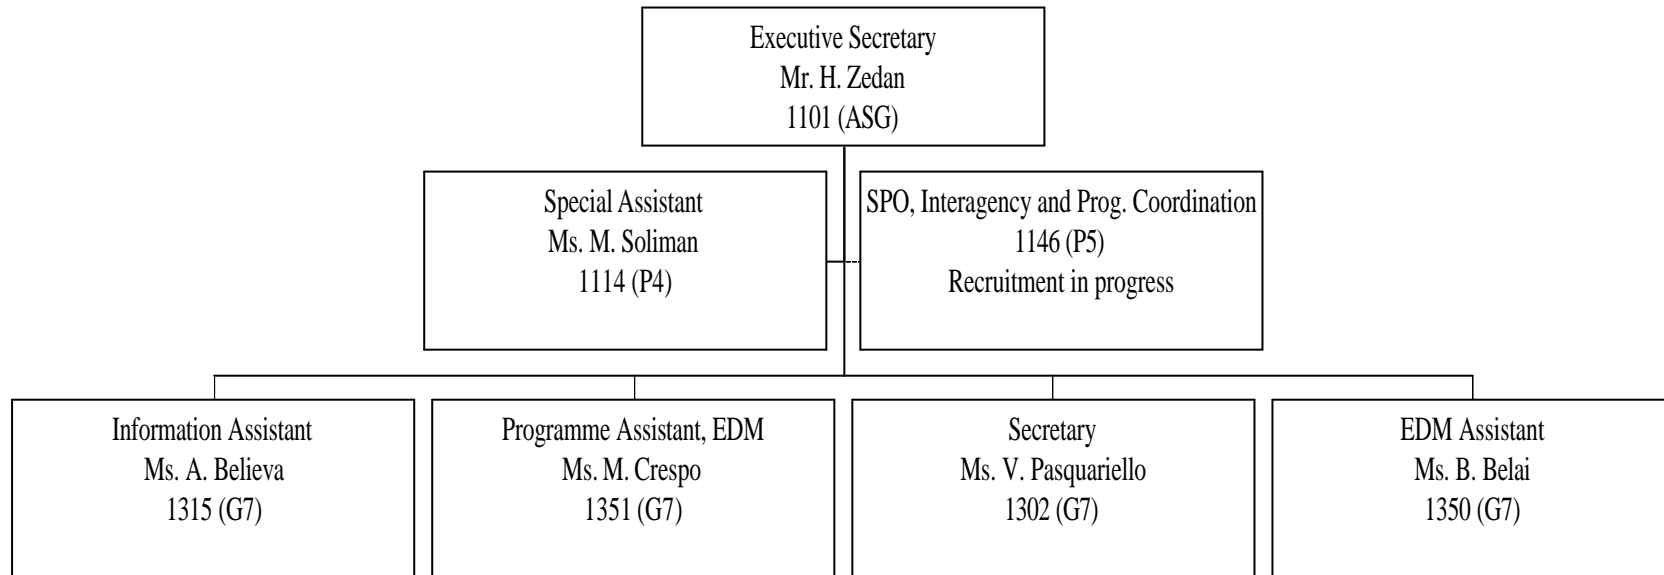 Executive Secretary
Mr. H. Zedan
1101 (ASG)
Special Assistant
Ms. M. Soliman
1114 (P4)
SPO, Interagency and Prog. Coordination
1146 (P5)
Recruitment in progress
Information Assistant
Ms. A. Believa
1315 (G7)
Programme Assistant, EDM
Ms. M. Crespo
1351 (G7)
Secretary
Ms. V. Pasquariello
1302 (G7)
EDM Assistant
Ms. B. Belai
1350 (G7)